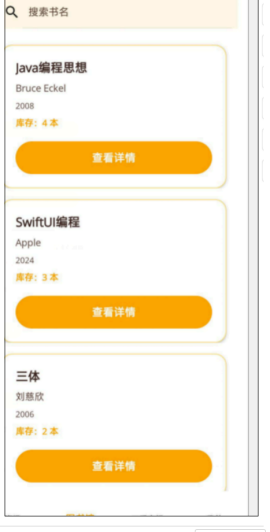 搜索书名
Java编程思想
Bruce Eckel
2008
库存：4 本
查看详情
SwiftUI编程
Apple
2024
库存：3 本
查看详情
三体
刘慈欣
2006
库存：2 本
查看详情